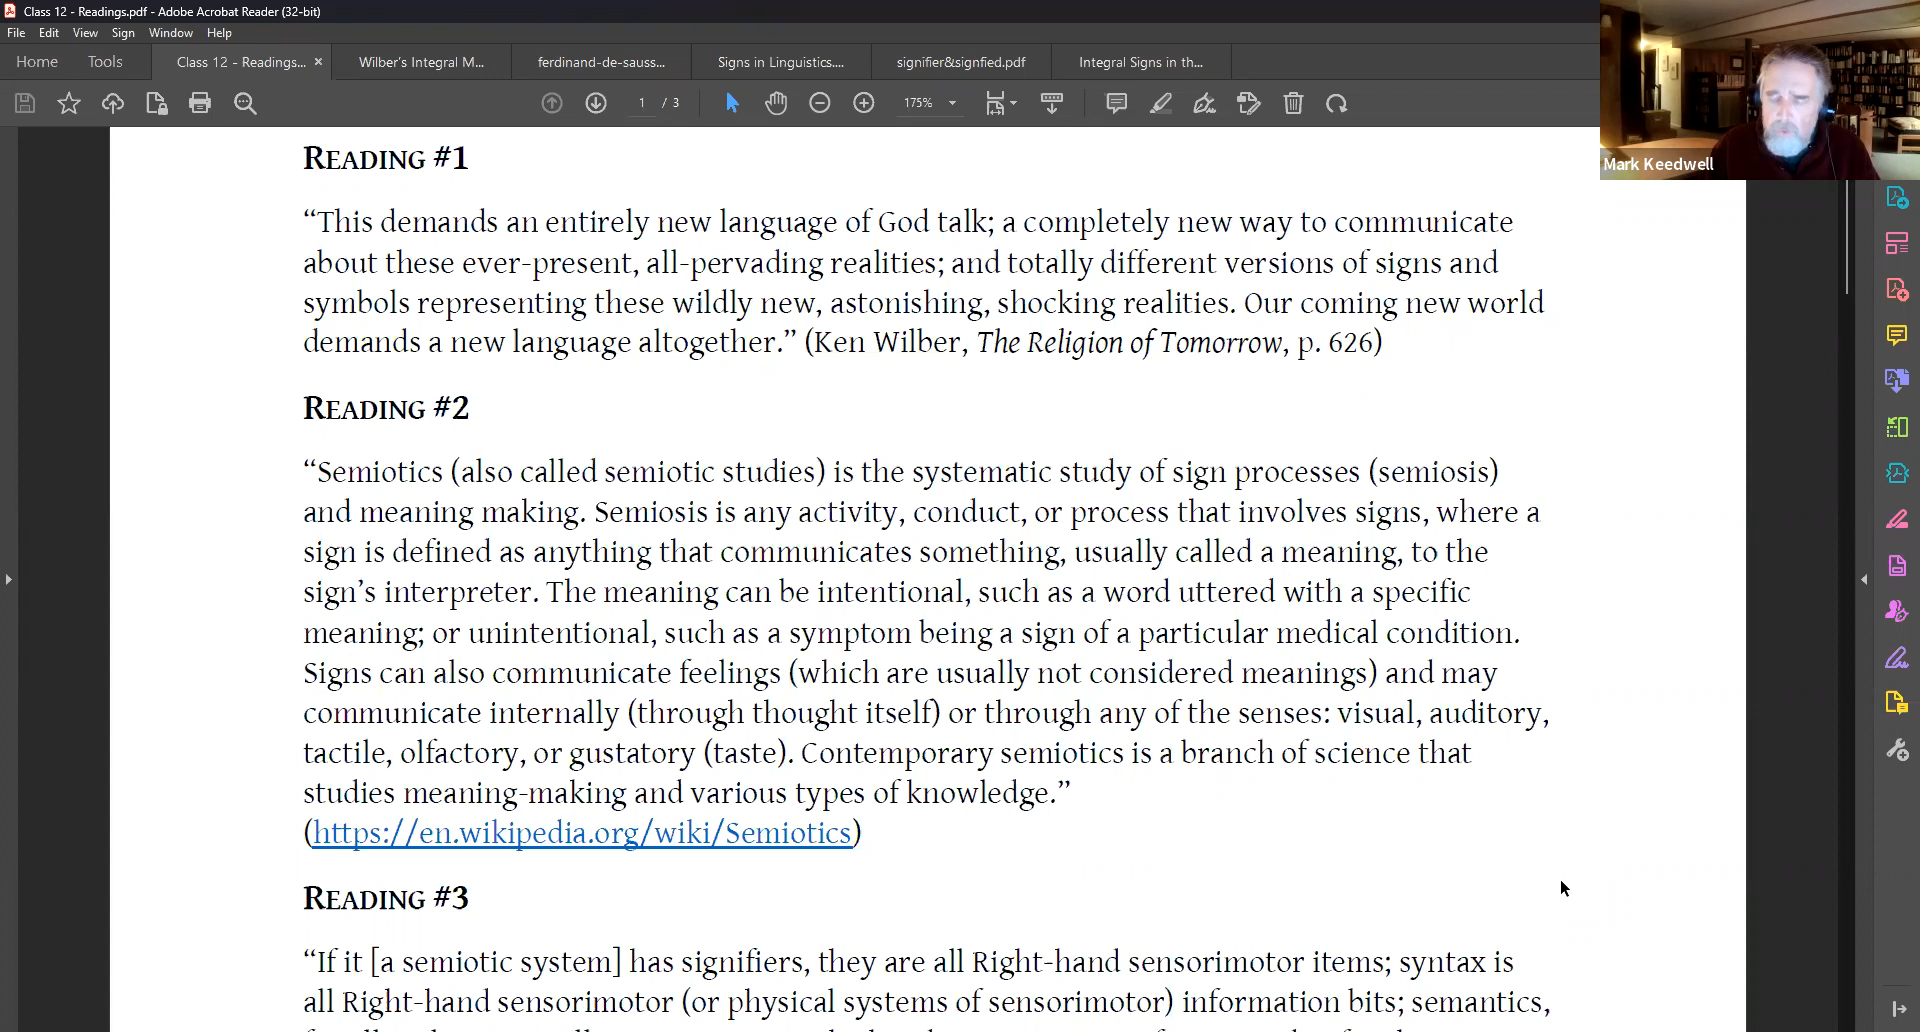 Class 12 - Readings.pdf - Adobe Acrobat Reader (32-bit)
File Edit View Sign Window Help
Home Tools Class 12 - Readings... × Wilber's Integral M... ferdinand-de-sauss... Signs in Linguistics.... signifier&signfied.pdf Integral Signs in th...
1 / 3 175%
Mark Keedwell
READING #1
“This demands an entirely new language of God talk; a completely new way to communicate
about these ever-present, all-pervading realities; and totally different versions of signs and
symbols representing these wildly new, astonishing, shocking realities. Our coming new world
demands a new language altogether.” (Ken Wilber, The Religion of Tomorrow, p. 626)
READING #2
“Semiotics (also called semiotic studies) is the systematic study of sign processes (semiosis)
and meaning making. Semiosis is any activity, conduct, or process that involves signs, where a
sign is defined as anything that communicates something, usually called a meaning, to the
sign’s interpreter. The meaning can be intentional, such as a word uttered with a specific
meaning; or unintentional, such as a symptom being a sign of a particular medical condition.
Signs can also communicate feelings (which are usually not considered meanings) and may
communicate internally (through thought itself) or through any of the senses: visual, auditory,
tactile, olfactory, or gustatory (taste). Contemporary semiotics is a branch of science that
studies meaning-making and various types of knowledge.”
(https://en.wikipedia.org/wiki/Semiotics)
READING #3
“If it [a semiotic system] has signifiers, they are all Right-hand sensorimotor items; syntax is
all Right-hand sensorimotor (or physical systems of sensorimotor) information bits; semantics,